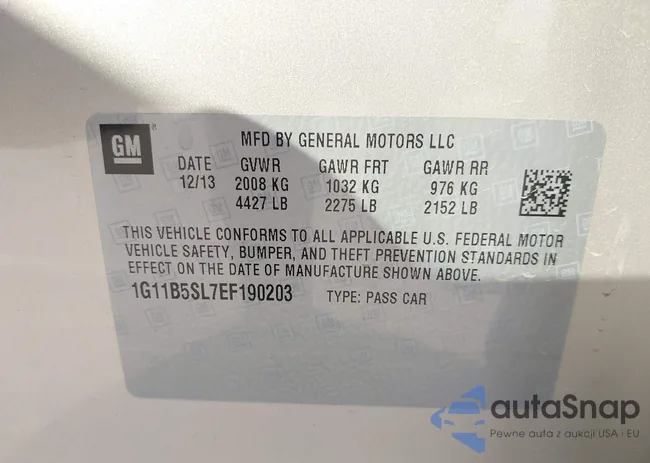 GM ®
MFD BY GENERAL MOTORS LLC
DATE GVWR GAWR FRT GAWR RR
12/13 2008 KG 1032 KG 976 KG
4427 LB 2275 LB 2152 LB
THIS VEHICLE CONFORMS TO ALL APPLICABLE U.S. FEDERAL MOTOR
VEHICLE SAFETY, BUMPER, AND THEFT PREVENTION STANDARDS IN
EFFECT ON THE DATE OF MANUFACTURE SHOWN ABOVE.
1G11B5SL7EF190203 TYPE: PASS CAR
autaSnap
Pewne auta z aukcji USA i EU